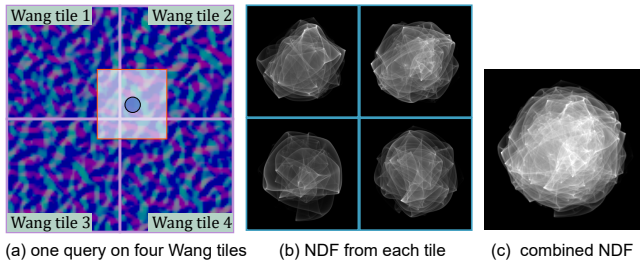 Wang tile 1 Wang tile 2
Wang tile 3 Wang tile 4
(a) one query on four Wang tiles (b) NDF from each tile (c) combined NDF